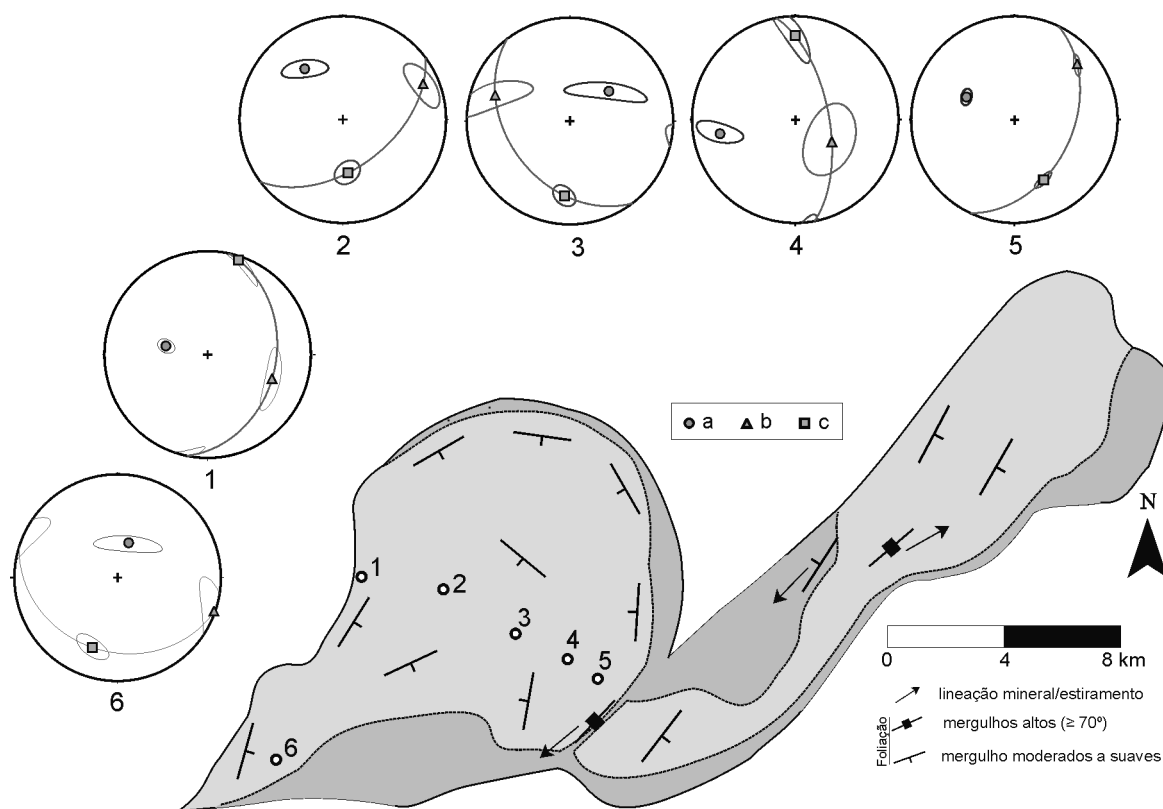 2
3
4
5
1
6
a b c
N
1
2
3
4
5
6
0 4 8 km
lineação mineral/estiramento
Foliação
mergulhos altos (≥ 70º)
mergulho moderados a suaves